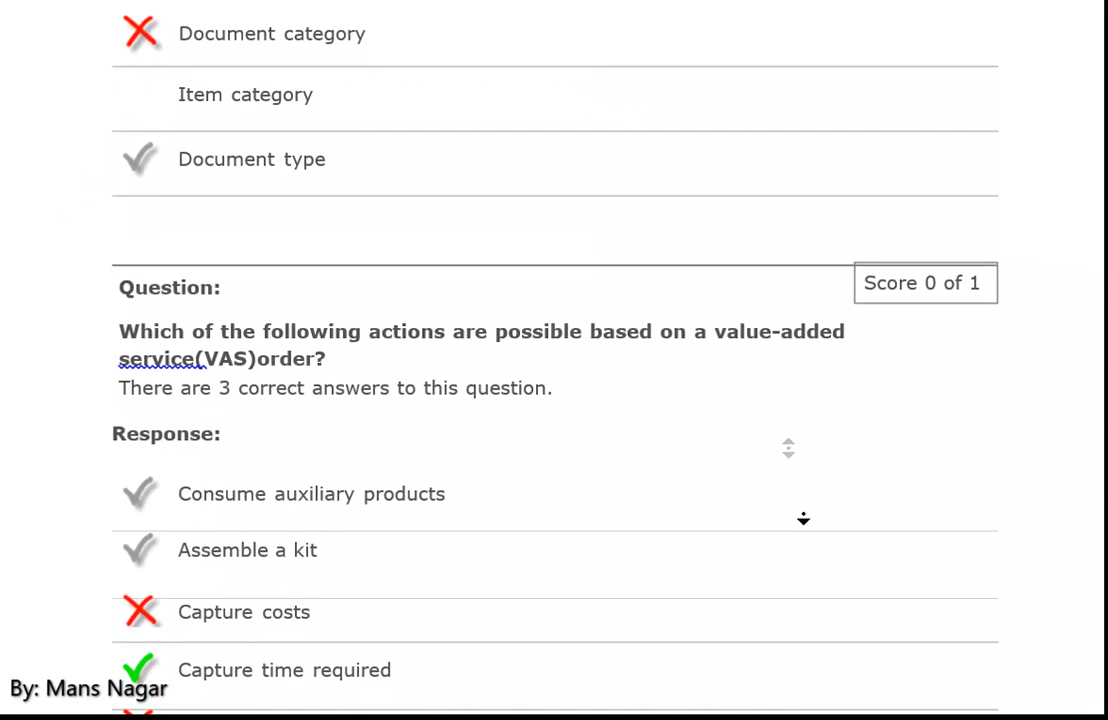 Document category
Item category
Document type
Question:
Score 0 of 1
Which of the following actions are possible based on a value-added
service(VAS)order?
There are 3 correct answers to this question.
Response:
Consume auxiliary products
Assemble a kit
Capture costs
Capture time required
By: Mans Nagar